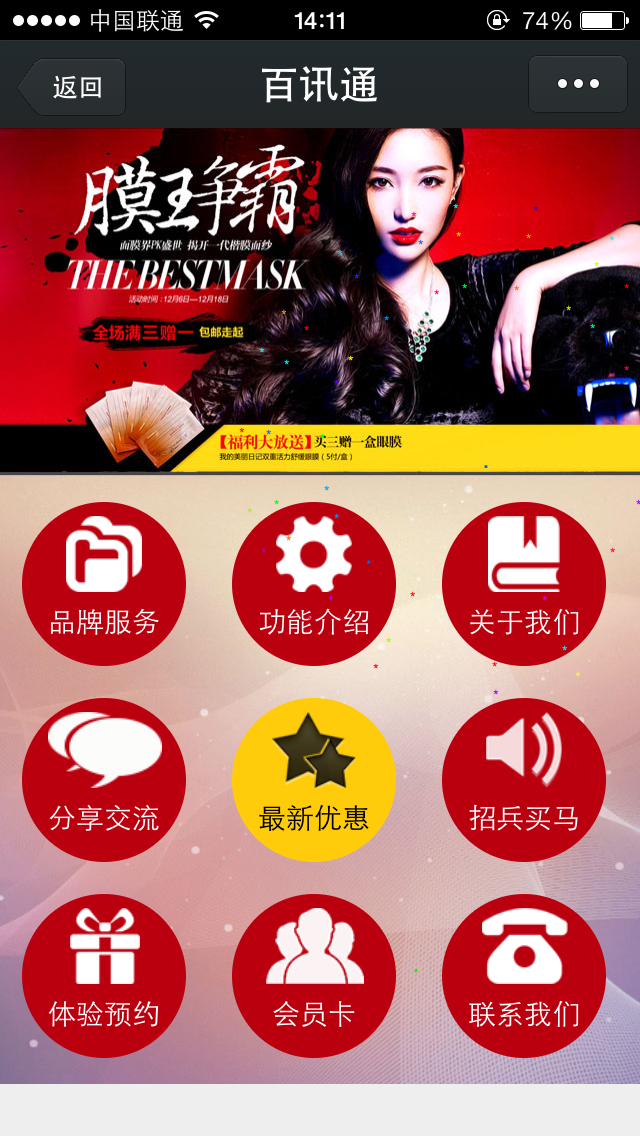 中国联通 14:11 74%
返回 百讯通
膜王争霸
面膜界PK盛世 揭开一代楷膜面纱
THE BEST MASK
活动时间：12月6日—12月18日
全场满三赠一 包邮走起
【福利大放送】买三赠一盒眼膜
我的美丽日记双重活力舒缓眼膜（5付/盒）
品牌服务 功能介绍 关于我们
分享交流 最新优惠 招兵买马
体验预约 会员卡 联系我们